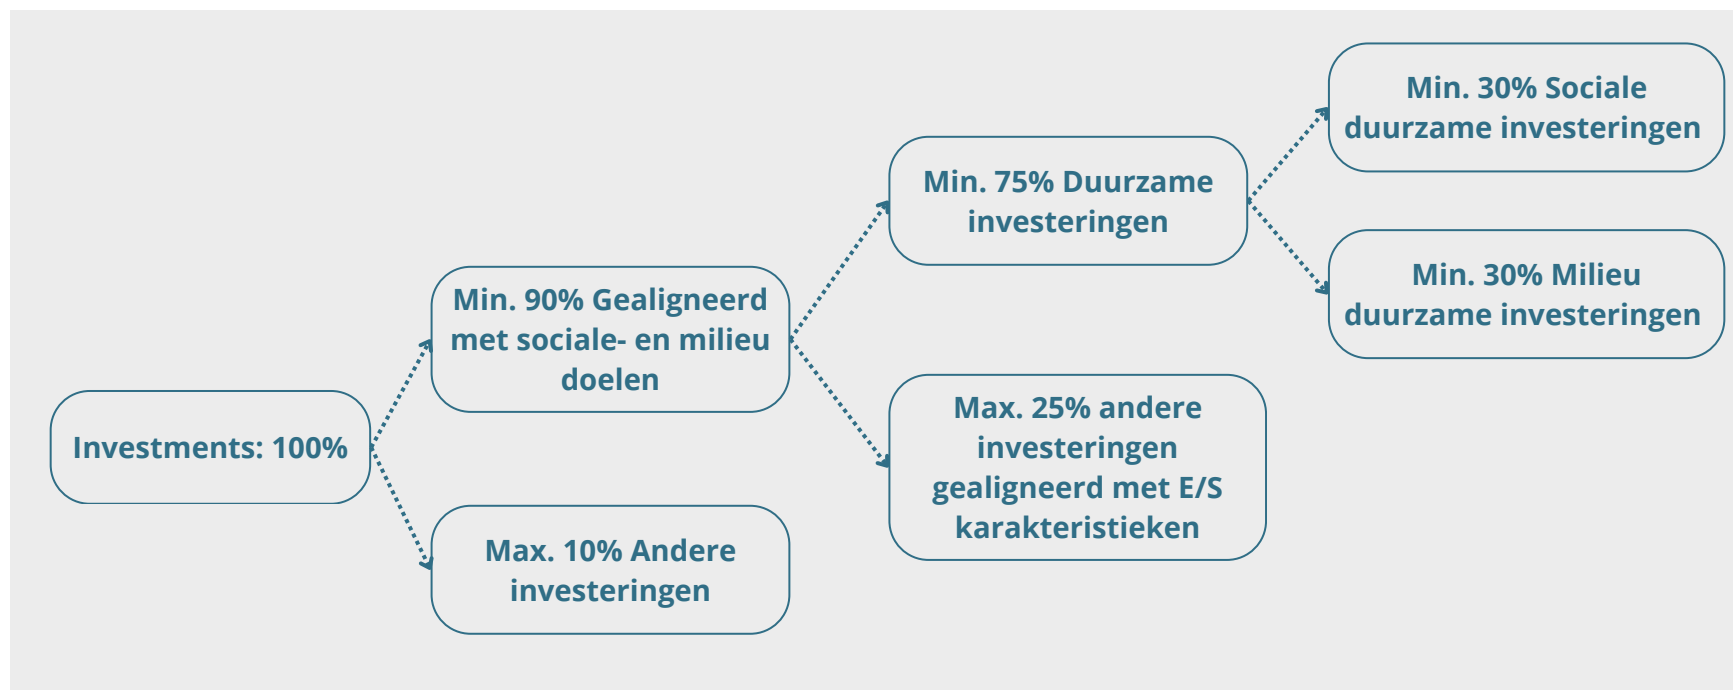 Investments: 100%
Min. 90% Gealigneerd
met sociale- en milieu
doelen
Max. 10% Andere
investeringen
Min. 75% Duurzame
investeringen
Max. 25% andere
investeringen
gealigneerd met E/S
karakteristieken
Min. 30% Sociale
duurzame investeringen
Min. 30% Milieu
duurzame investeringen